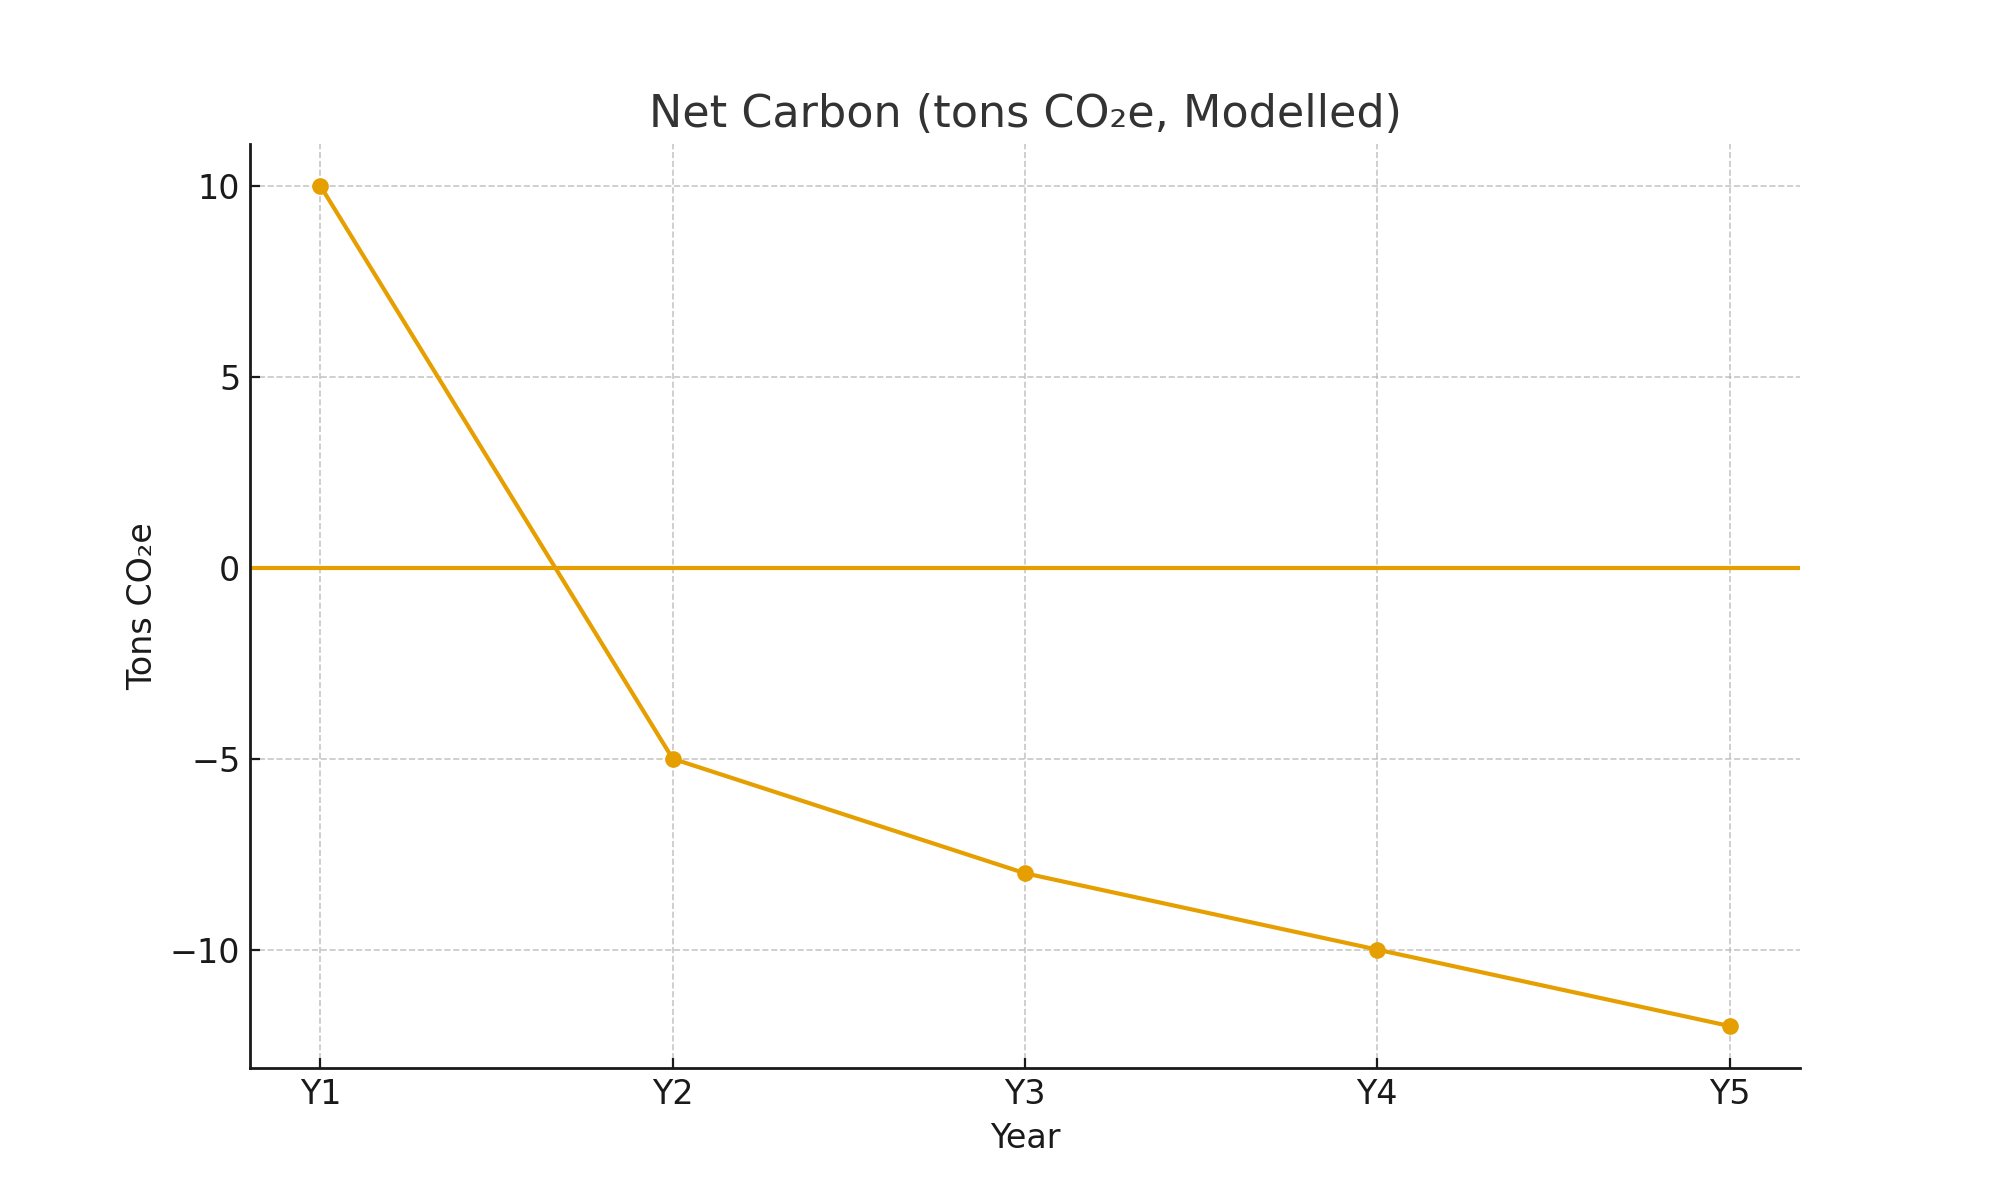 Net Carbon (tons CO₂e, Modelled)
10
5
0
−5
−10
Tons CO₂e
Y1 Y2 Y3 Y4 Y5
Year